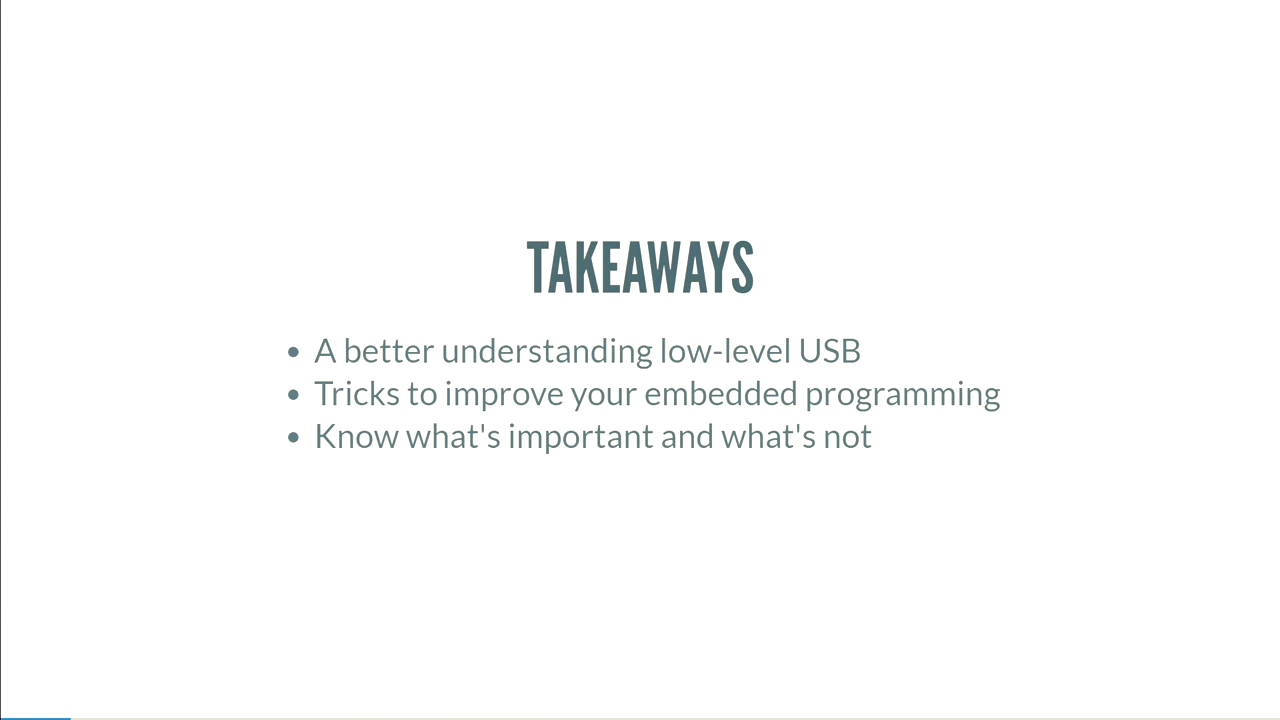 TAKEAWAYS
• A better understanding low-level USB
• Tricks to improve your embedded programming
• Know what's important and what's not